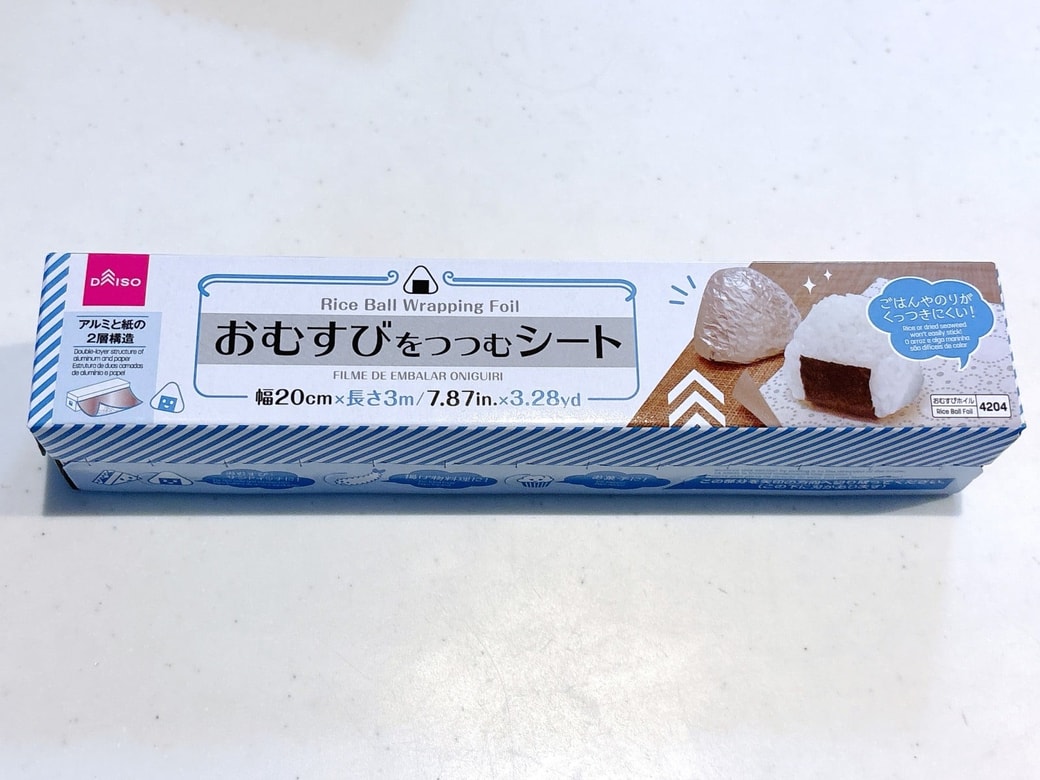 DAISO
アルミと紙の
2層構造
Double-layer structure of
aluminum and paper
Estrutura de duas camadas
de alumínio e papel
Rice Ball Wrapping Foil
おむすびをつつむシート
FILME DE EMBALAR ONIGUIRI
幅20cm×長さ3m/7.87in.×3.28yd
ごはんやのりが
くっつきにくい!
Rice or dried seaweed
won't easily stick!
O arroz e alga marinha
são difíceis de colar
おむすびホイル
Rice Ball Foil
4204